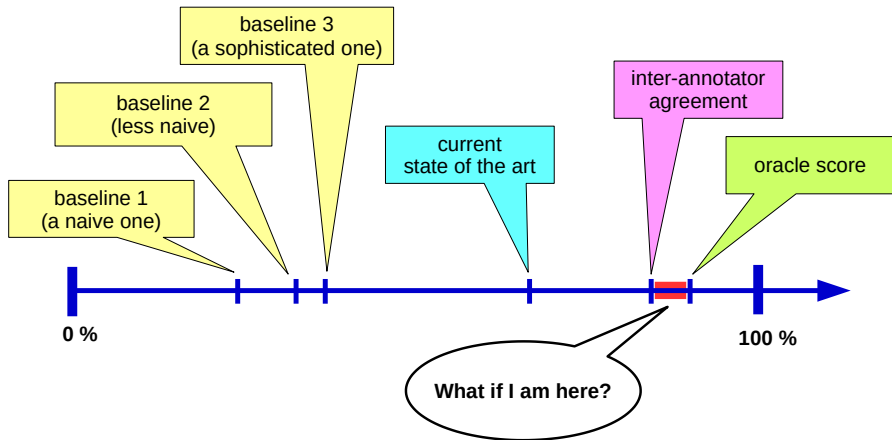 baseline 3
(a sophisticated one)
baseline 2
(less naive)
baseline 1
(a naive one)
current
state of the art
inter-annotator
agreement
oracle score
0 %
100 %
What if I am here?